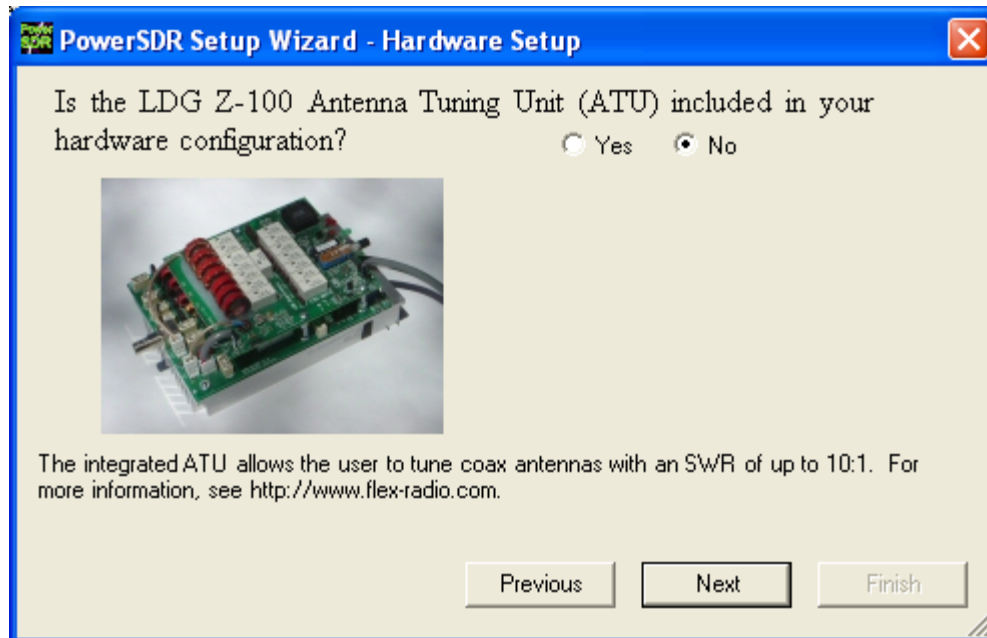 Power SDR PowerSDR Setup Wizard - Hardware Setup
Is the LDG Z-100 Antenna Tuning Unit (ATU) included in your
hardware configuration? Yes No
The integrated ATU allows the user to tune coax antennas with an SWR of up to 10:1. For
more information, see http://www.flex-radio.com.
Previous Next Finish